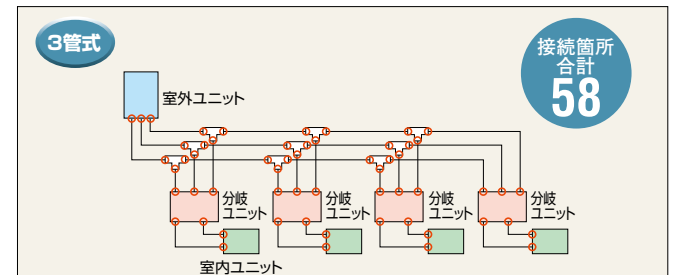 3管式
接続箇所
合計
58
室外ユニット
分岐
ユニット
分岐
ユニット
分岐
ユニット
分岐
ユニット
室内ユニット